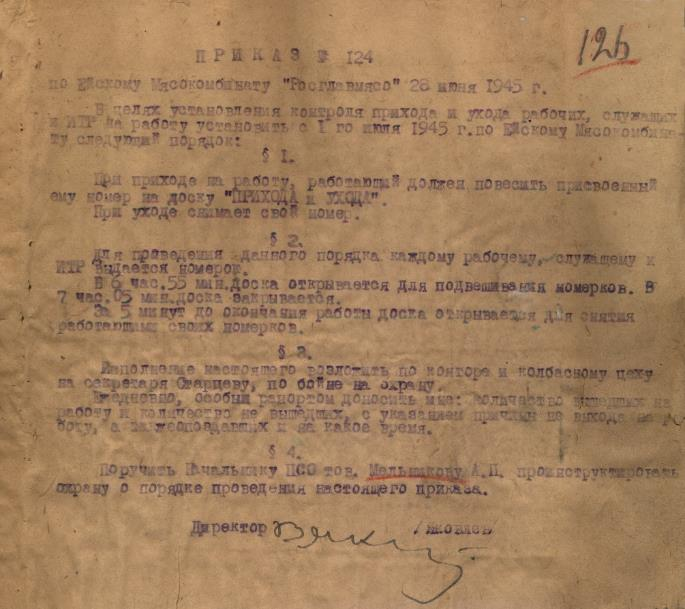 126
ПРИКАЗ № 124
по Ейскому Мясокомбинату "Росглавмясо" 28 июня 1945 г.
В целях установления контроля прихода и ухода рабочих, служащих
и ИТР на работу установить с 1 го июля 1945 г.по Ейскому Мясокомбина-
ту следующий порядок:
§ 1.
При приходе на работу, работающий должен повесить присвоенный
ему номер на доску "ПРИХОДА и УХОДА".
При уходе снимает свой номер.
§ 2.
Для проведения данного порядка каждому рабочему, служащему и
ИТР выдается номерок.
В 6 час.55 мин.доска открывается для подвешивания номерков. В
7 час.05 мин.доска закрывается.
За 5 минут до окончания работы доска открывается для снятия
работающими своих номерков.
§ 3.
Выполнение настоящего возложить по конторе и колбасному цеху
на секретаря Старцеву, по бойне на охрану.
Ежедневно, особым рапортом доносить мне: количество вышедших на
работу и количество не вышедших, с указанием причины не выхода на ра
боту, а также опоздавших и на какое время.
§ 4.
Поручить Начальнику ПСО тов. Мельникову А.П. проинструктировать
охрану о порядке проведения настоящего приказа.
Директор /Яковлев/